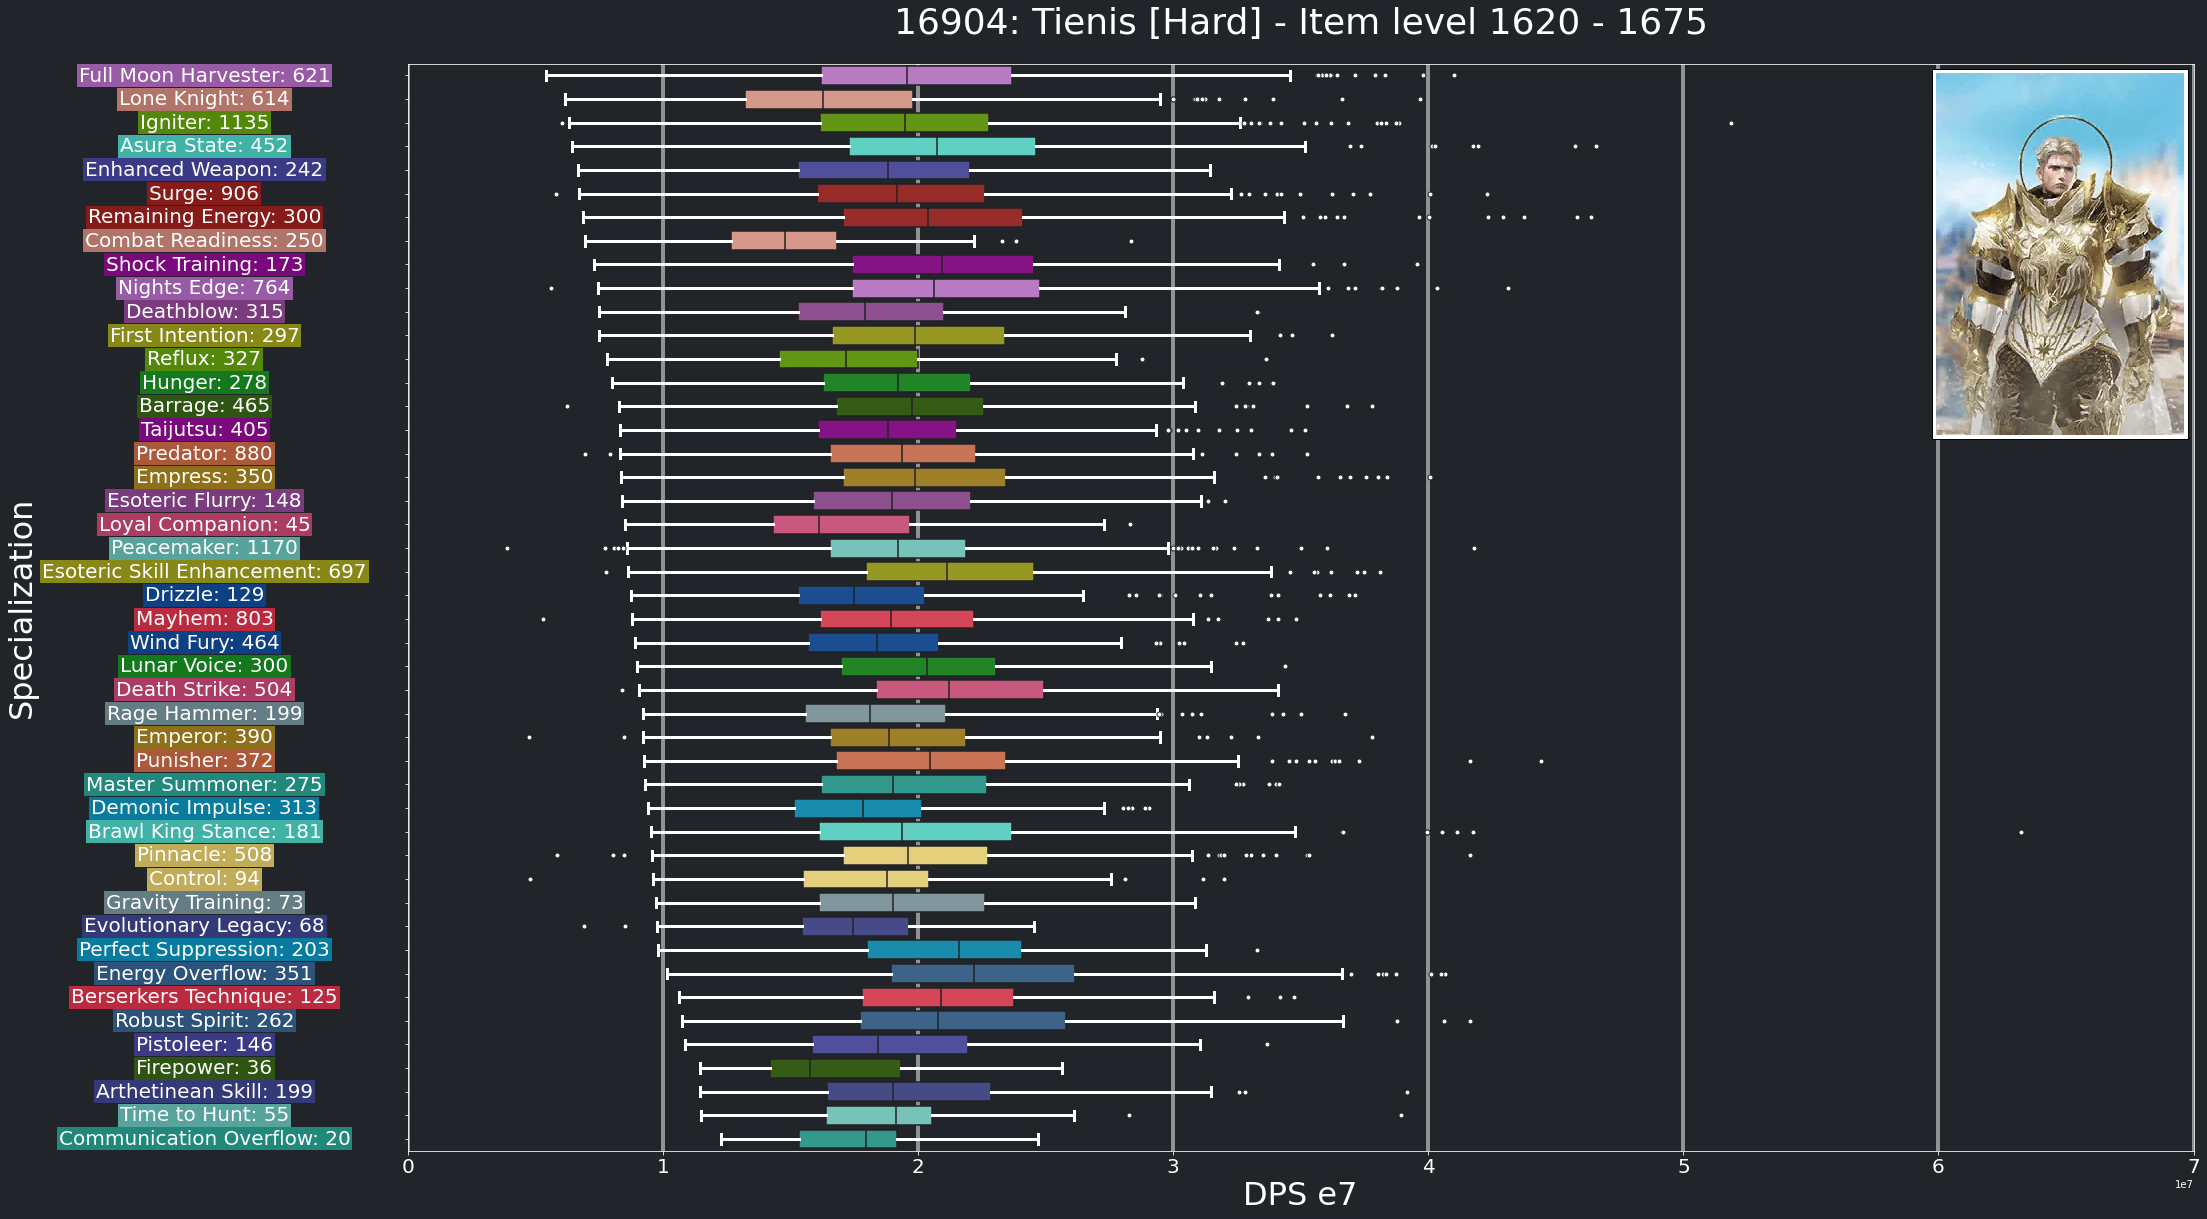 16904: Tienis [Hard] - Item level 1620 - 1675
Full Moon Harvester: 621
Lone Knight: 614
Igniter: 1135
Asura State: 452
Enhanced Weapon: 242
Surge: 906
Remaining Energy: 300
Combat Readiness: 250
Shock Training: 173
Nights Edge: 764
Deathblow: 315
First Intention: 297
Reflux: 327
Hunger: 278
Barrage: 465
Taijutsu: 405
Predator: 880
Empress: 350
Esoteric Flurry: 148
Loyal Companion: 45
Peacemaker: 1170
Esoteric Skill Enhancement: 697
Drizzle: 129
Mayhem: 803
Wind Fury: 464
Lunar Voice: 300
Death Strike: 504
Rage Hammer: 199
Emperor: 390
Punisher: 372
Master Summoner: 275
Demonic Impulse: 313
Brawl King Stance: 181
Pinnacle: 508
Control: 94
Gravity Training: 73
Evolutionary Legacy: 68
Perfect Suppression: 203
Energy Overflow: 351
Berserkers Technique: 125
Robust Spirit: 262
Pistoleer: 146
Firepower: 36
Arthetinean Skill: 199
Time to Hunt: 55
Communication Overflow: 20
Specialization
0 1 2 3 4 5 6 7
DPS e7
1e7